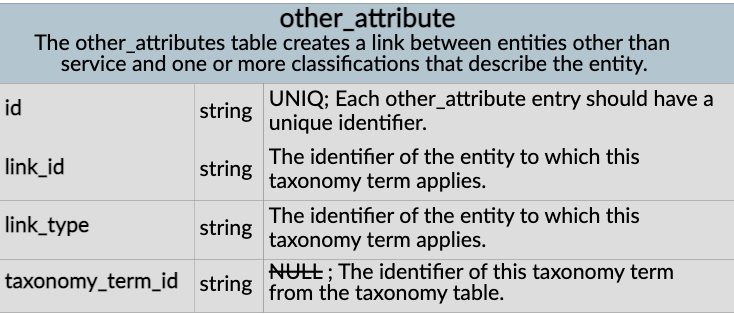 other_attribute
The other_attributes table creates a link between entities other than
service and one or more classifications that describe the entity.
id
string
UNIQ; Each other_attribute entry should have a
unique identifier.
link_id
string
The identifier of the entity to which this
taxonomy term applies.
link_type
string
The identifier of the entity to which this
taxonomy term applies.
taxonomy_term_id
string
NULL ; The identifier of this taxonomy term
from the taxonomy table.